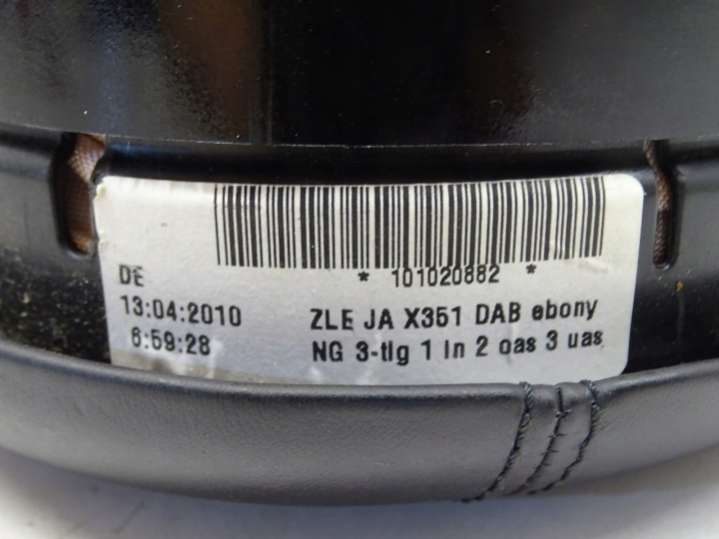 * 101020882 *
DE
13:04:2010
6:59:28
ZLE JA X351 DAB ebony
NG 3-tlg 1 in 2 oas 3 uas